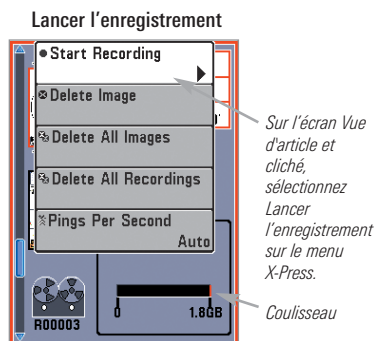 Lancer l'enregistrement
Start Recording
Delete Image
Delete All Images
Delete All Recordings
Pings Per Second
Auto
Sur l'écran Vue
d'article et
cliché,
sélectionnez
Lancer
l'enregistrement
sur le menu
X-Press.
Coulisseau
R00003
0
1.8GB